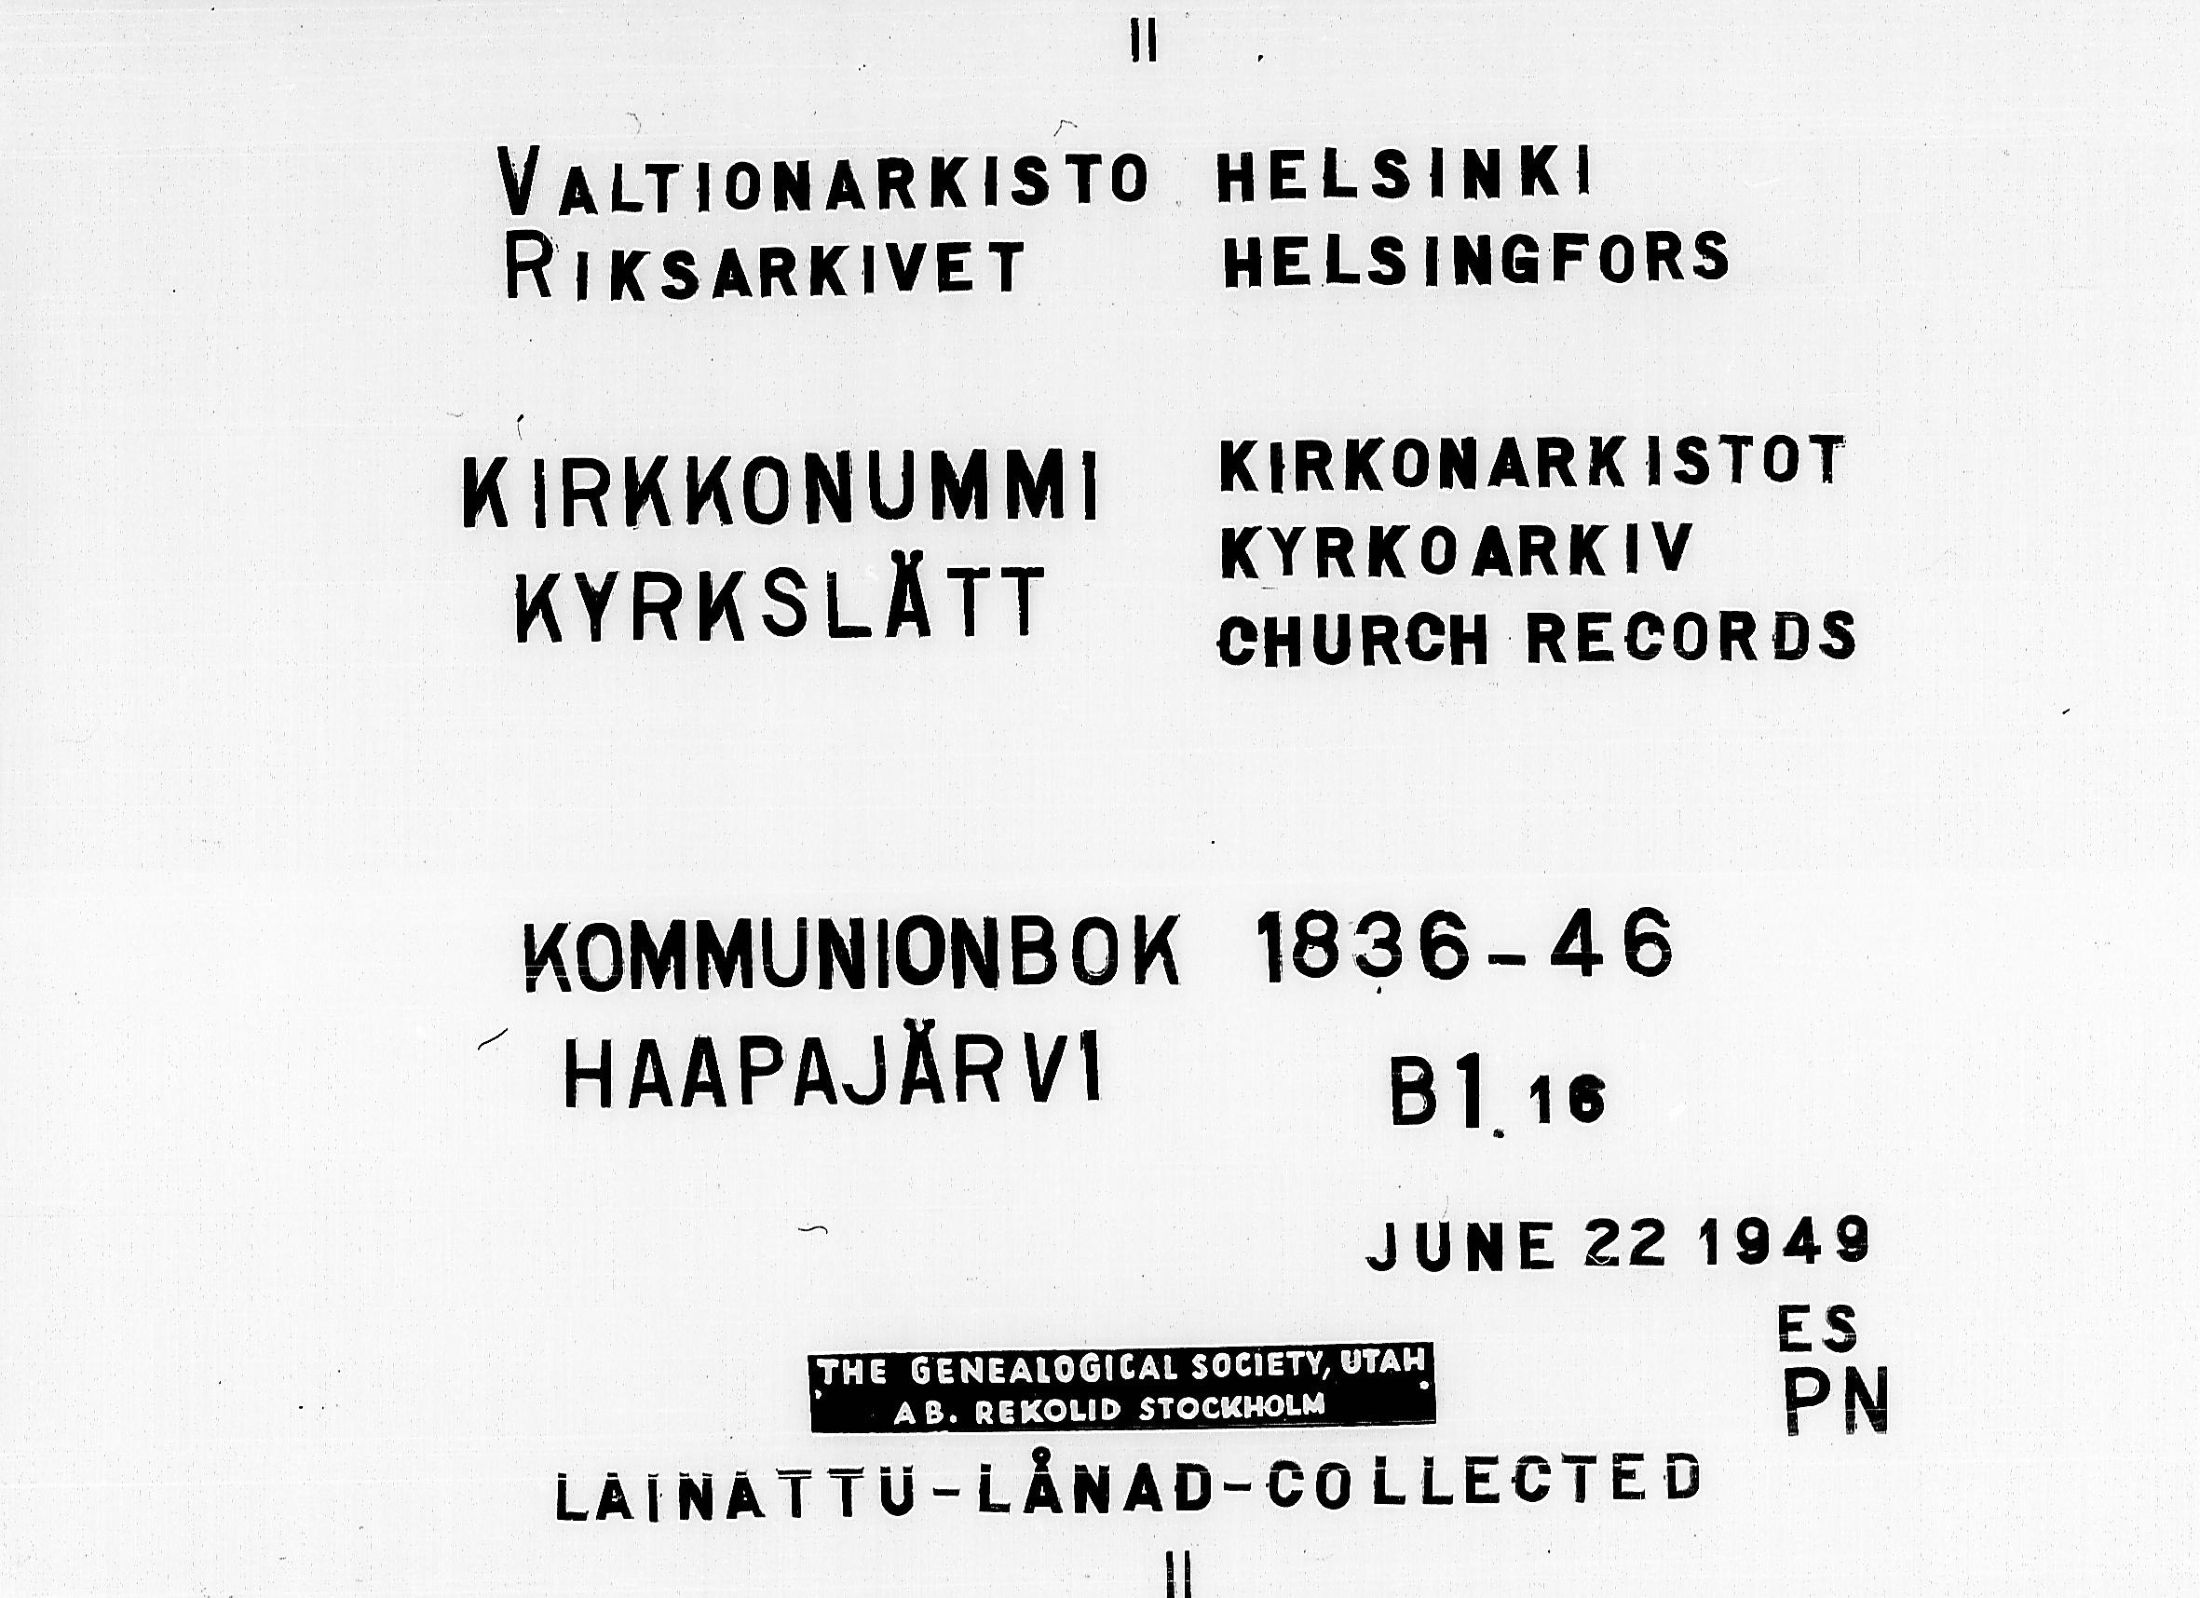 VALTIONARKISTO HELSINKI
RIKSARKIVET HELSINGFORS
KIRKKONUMMI
KYRKSLÄTT
KIRKONARKISTOT
KYRKOARKIV
CHURCH RECORDS
KOMMUNIONBOK 1836-46
HAAPAJÄRVI B1.16
JUNE 22 1949
ES
PN
THE GENEALOGICAL SOCIETY, UTAH
AB. REKOLID STOCKHOLM
LAINATTU-LÅNAD-COLLECTED